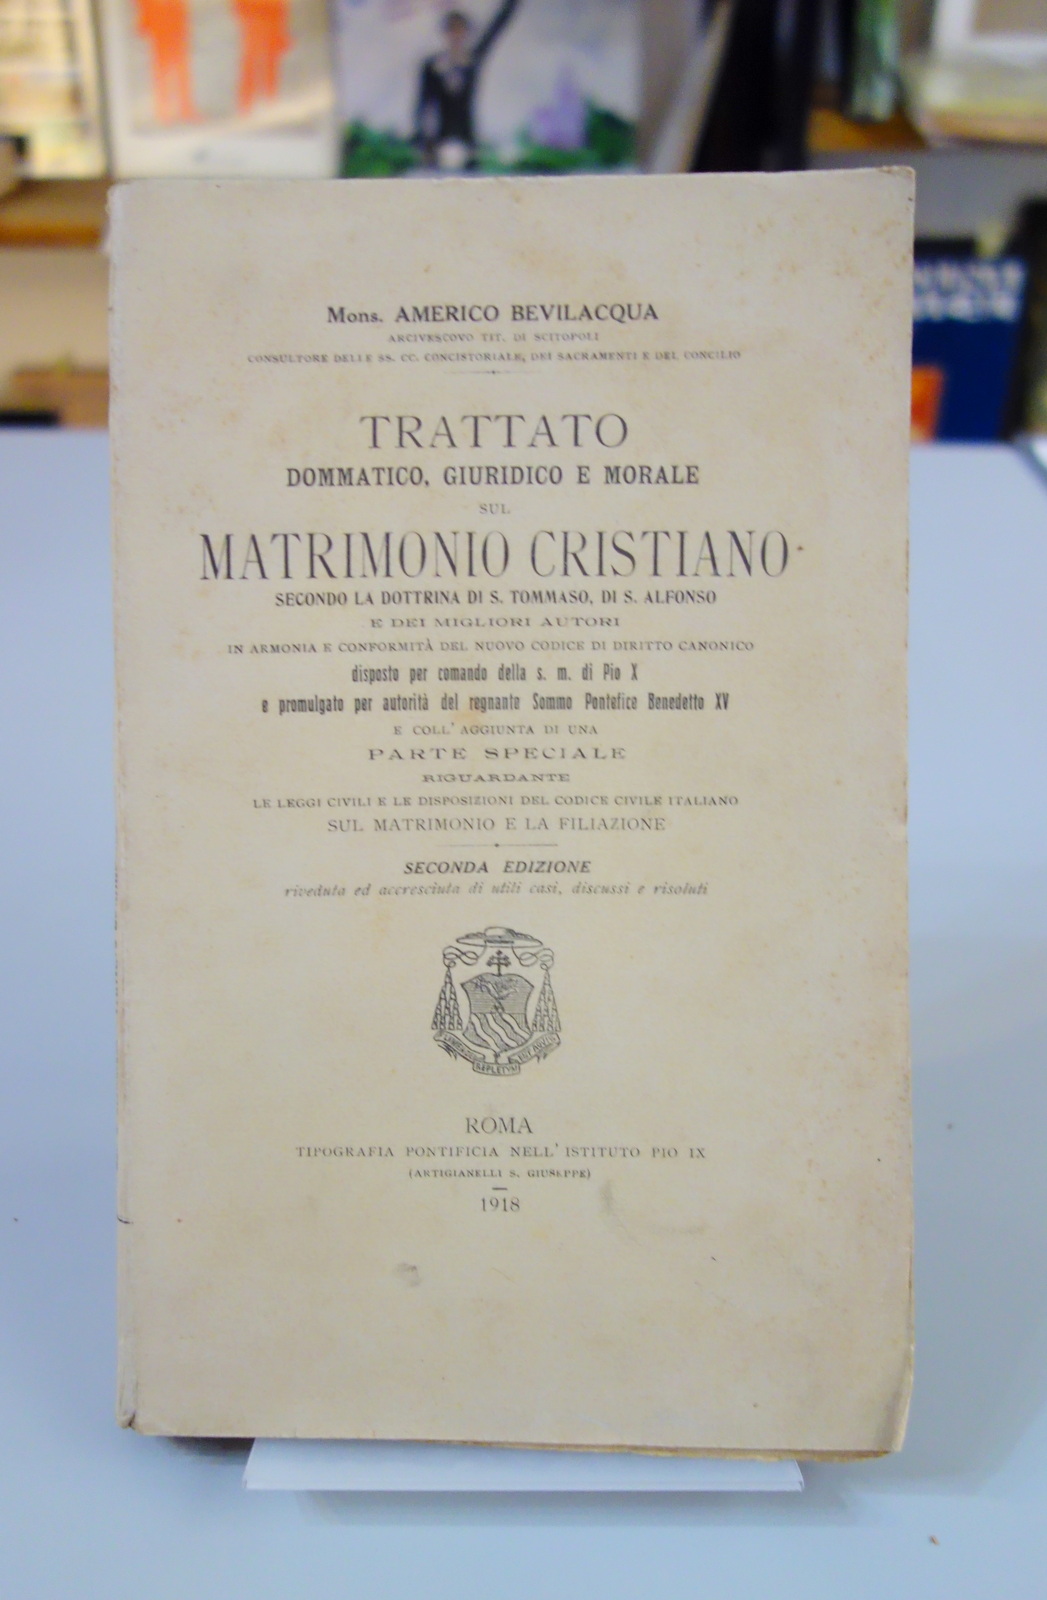 Mons. AMERICO BEVILACQUA
ARCIVESCOVO TIT. DI SCITOPOLI
CONSULTORE DELLE SS. CC. CONCISTORIALE, DEI SACRAMENTI E DEL CONCILIO
TRATTATO
DOMMATICO, GIURIDICO E MORALE
SUL
MATRIMONIO CRISTIANO
SECONDO LA DOTTRINA DI S. TOMMASO, DI S. ALFONSO
E DEI MIGLIORI AUTORI
IN ARMONIA E CONFORMITÀ DEL NUOVO CODICE DI DIRITTO CANONICO
disposto per comando della s. m. di Pio X
e promulgato per autorità del regnante Sommo Pontefice Benedetto XV
E COLL' AGGIUNTA DI UNA
PARTE SPECIALE
RIGUARDANTE
LE LEGGI CIVILI E LE DISPOSIZIONI DEL CODICE CIVILE ITALIANO
SUL MATRIMONIO E LA FILIAZIONE
SECONDA EDIZIONE
riveduta ed accresciuta di utili casi, discussi e risoluti
REPLETVM
ROMA
TIPOGRAFIA PONTIFICIA NELL' ISTITUTO PIO IX
(ARTIGIANELLI S. GIUSEPPE)
1918